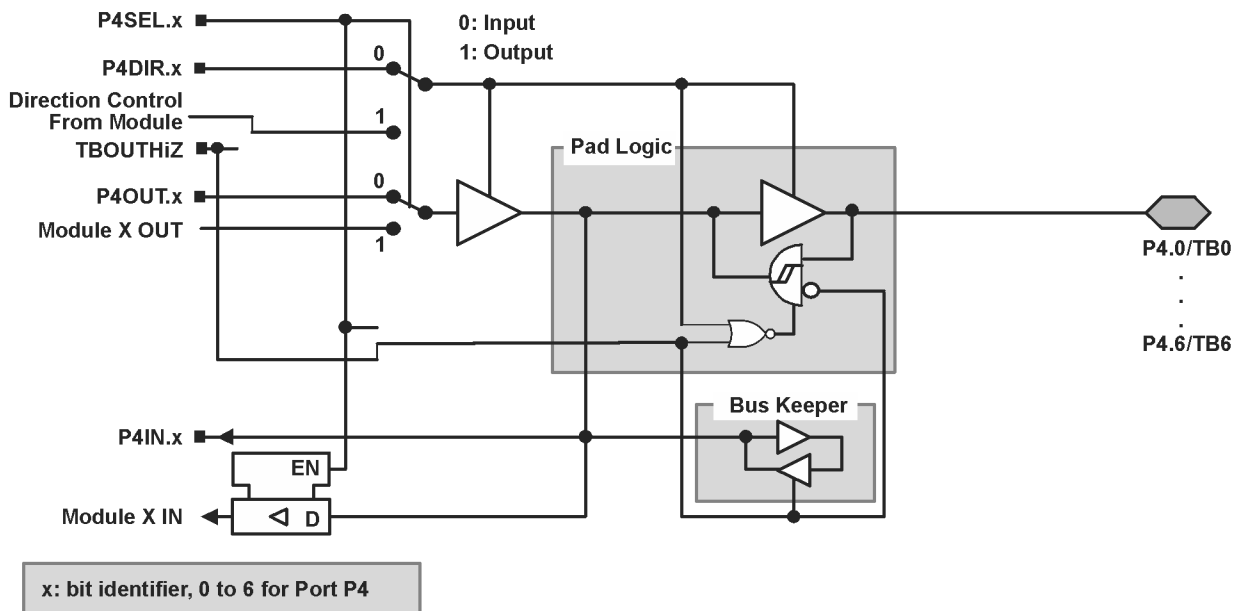 P4SEL.x
0: Input
1: Output
P4DIR.x
0
Direction Control
From Module
1
TBOUTHiZ
Pad Logic
P4OUT.x
0
Module X OUT
1
P4.0/TB0
.
.
.
P4.6/TB6
Bus Keeper
P4IN.x
EN
Module X IN
D
x: bit identifier, 0 to 6 for Port P4